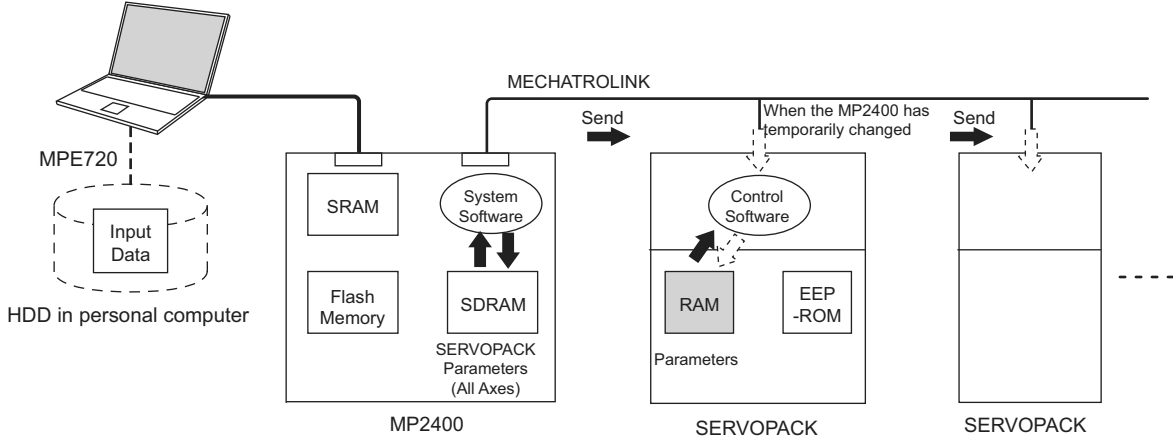 MECHATROLINK
Send
When the MP2400 has
temporarily changed
Send
MPE720
Input
Data
HDD in personal computer
SRAM
System
Software
Flash
Memory
SDRAM
SERVOPACK
Parameters
(All Axes)
MP2400
Control
Software
RAM
EEP
-ROM
Parameters
SERVOPACK
SERVOPACK